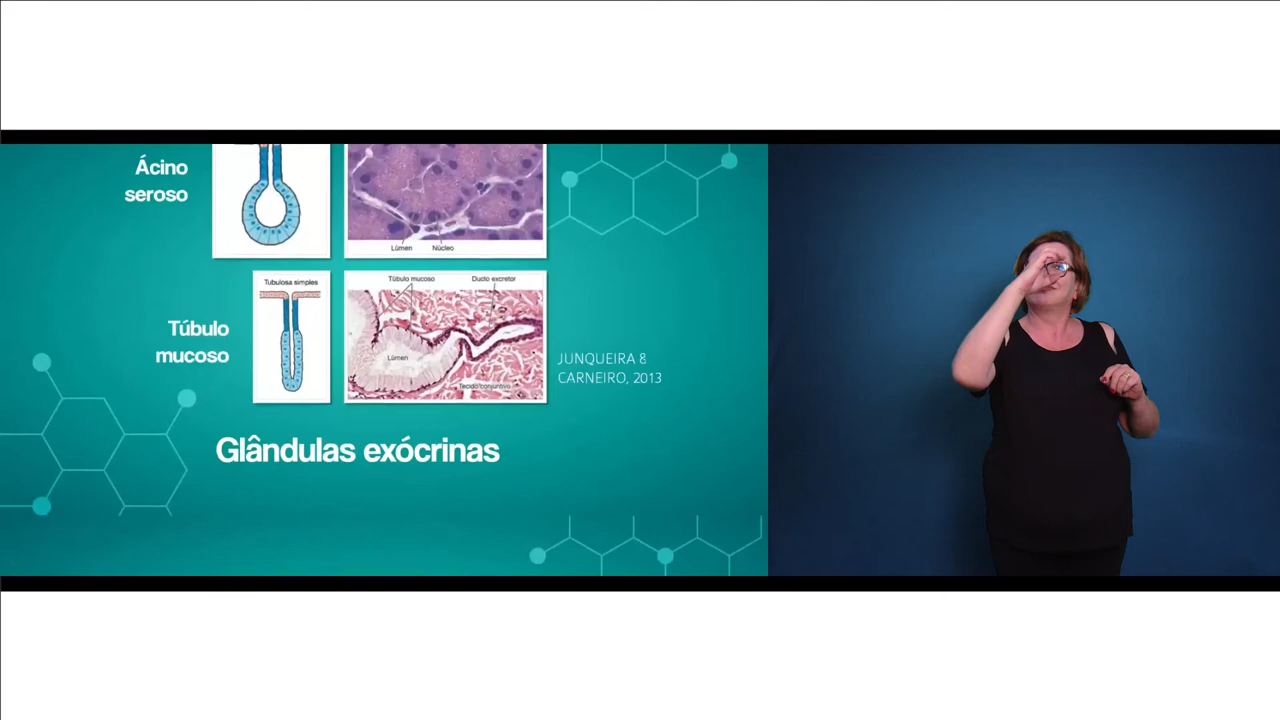 Ácino
seroso
Lúmen
Núcleo
Tubulosa simples
Túbulo mucoso
Ducto excretor
Túbulo
mucoso
Lúmen
Tecido conjuntivo
JUNQUEIRA &
CARNEIRO, 2013
Glândulas exócrinas